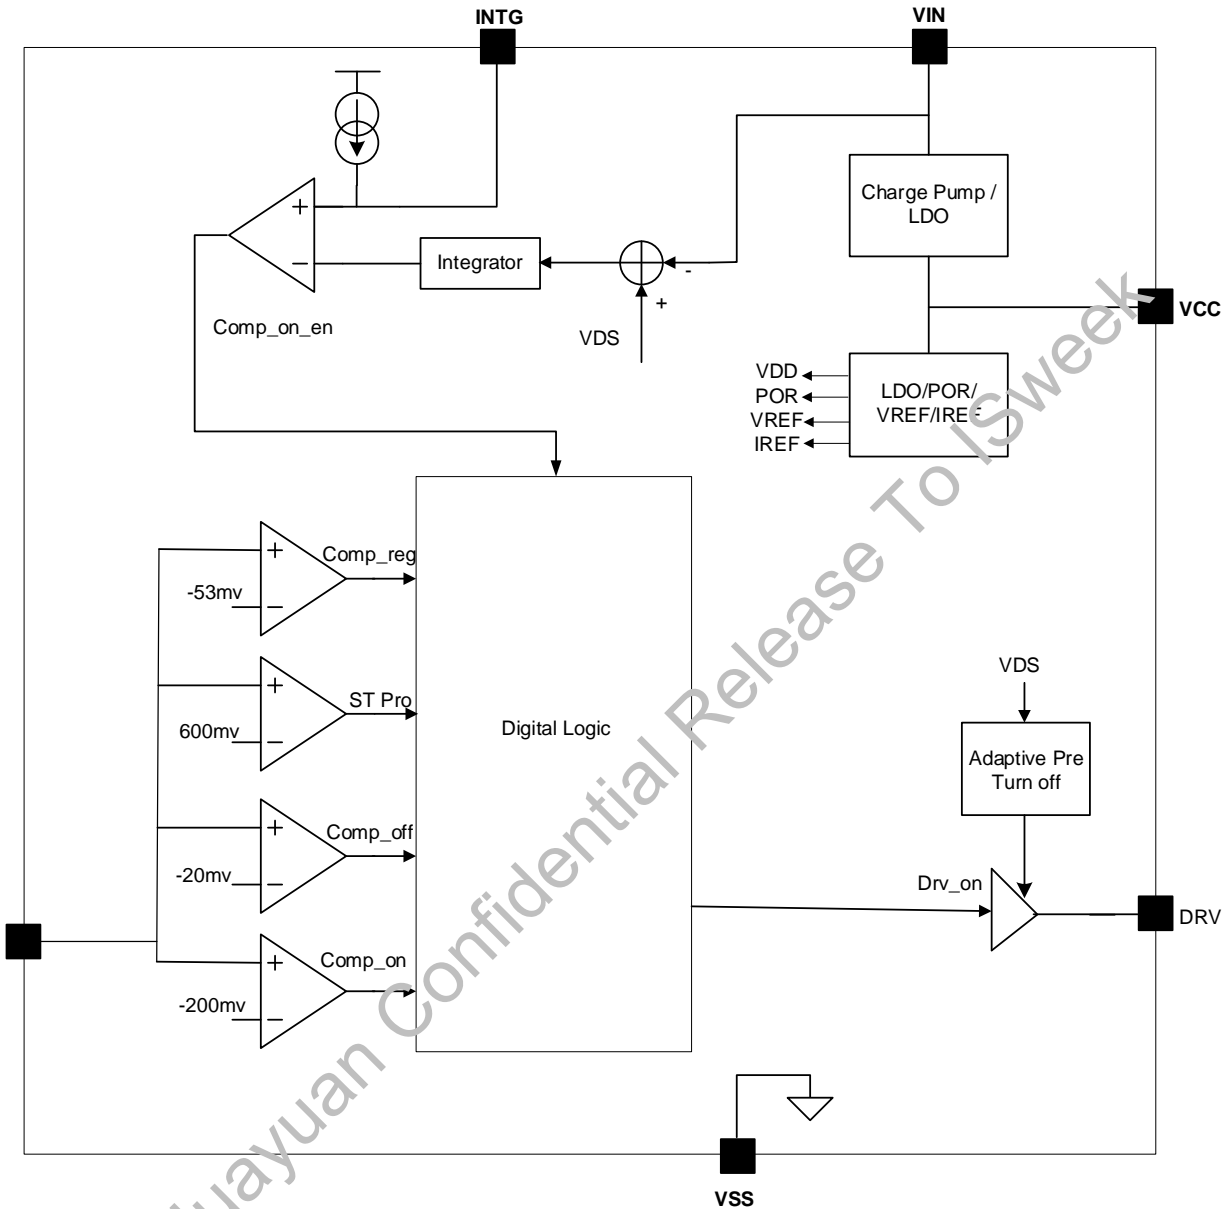 INTG
VIN
Charge Pump /
LDO
+
−
Integrator
-
+
VDS
Comp_on_en
VCC
LDO/POR/
VREF/IREF
VDD
POR
VREF
IREF
+
−
-53mv
Comp_reg
+
−
600mv
ST Pro
+
−
-20mv
Comp_off
+
−
-200mv
Comp_on
Digital Logic
VDS
Adaptive Pre
Turn off
Drv_on
DRV
VSS
Confidential Release To ISweek